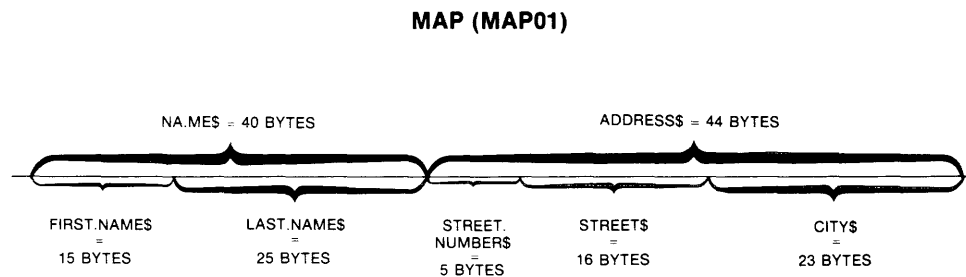 MAP (MAP01)
NA.ME$ = 40 BYTES
ADDRESS$ = 44 BYTES
FIRST.NAME$
=
15 BYTES
LAST.NAME$
=
25 BYTES
STREET.
NUMBER$
=
5 BYTES
STREET$
=
16 BYTES
CITY$
=
23 BYTES